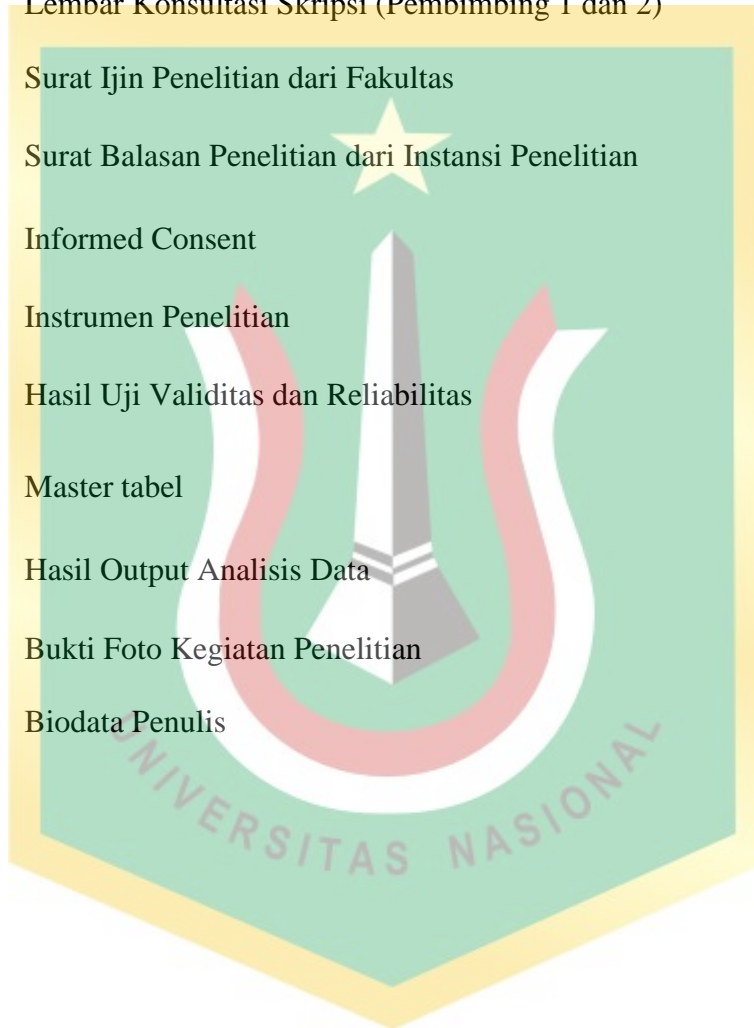 Lembar Konsultasi Skripsi (Pembimbing 1 dan 2)
Surat Ijin Penelitian dari Fakultas
Surat Balasan Penelitian dari Instansi Penelitian
Informed Consent
Instrumen Penelitian
Hasil Uji Validitas dan Reliabilitas
Master tabel
Hasil Output Analisis Data
Bukti Foto Kegiatan Penelitian
Biodata Penulis
UNIVERSITAS NASIONAL